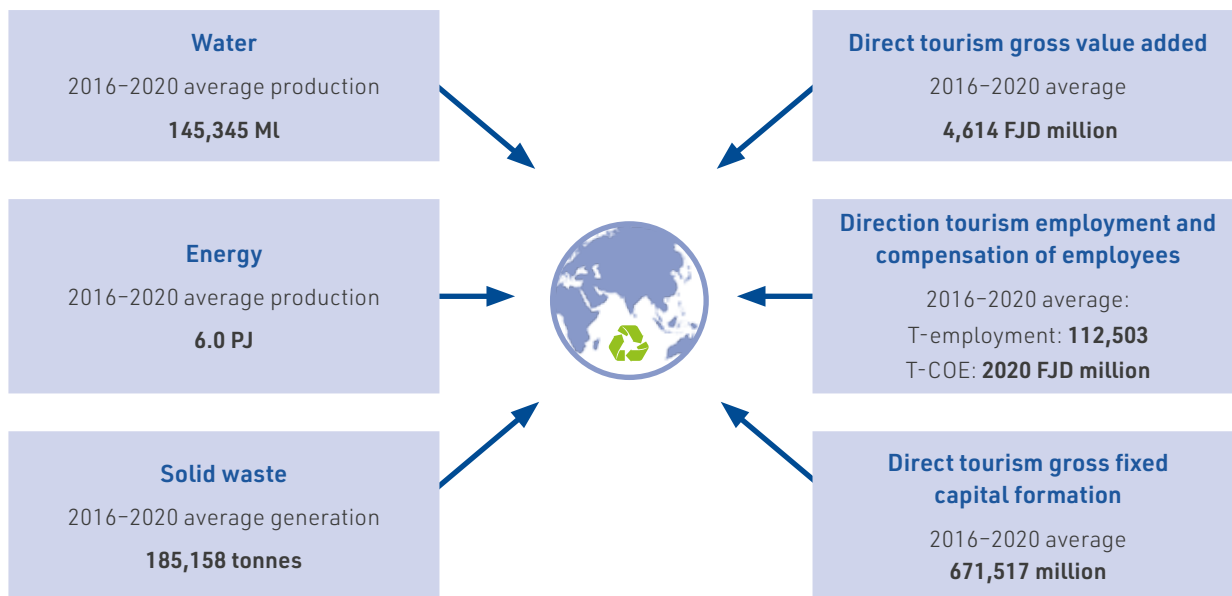 Water
2016–2020 average production
145,345 Ml
Energy
2016–2020 average production
6.0 PJ
Solid waste
2016–2020 average generation
185,158 tonnes
Direct tourism gross value added
2016–2020 average
4,614 FJD million
Direction tourism employment and
compensation of employees
2016–2020 average:
T-employment: 112,503
T-COE: 2020 FJD million
Direct tourism gross fixed
capital formation
2016–2020 average
671,517 million